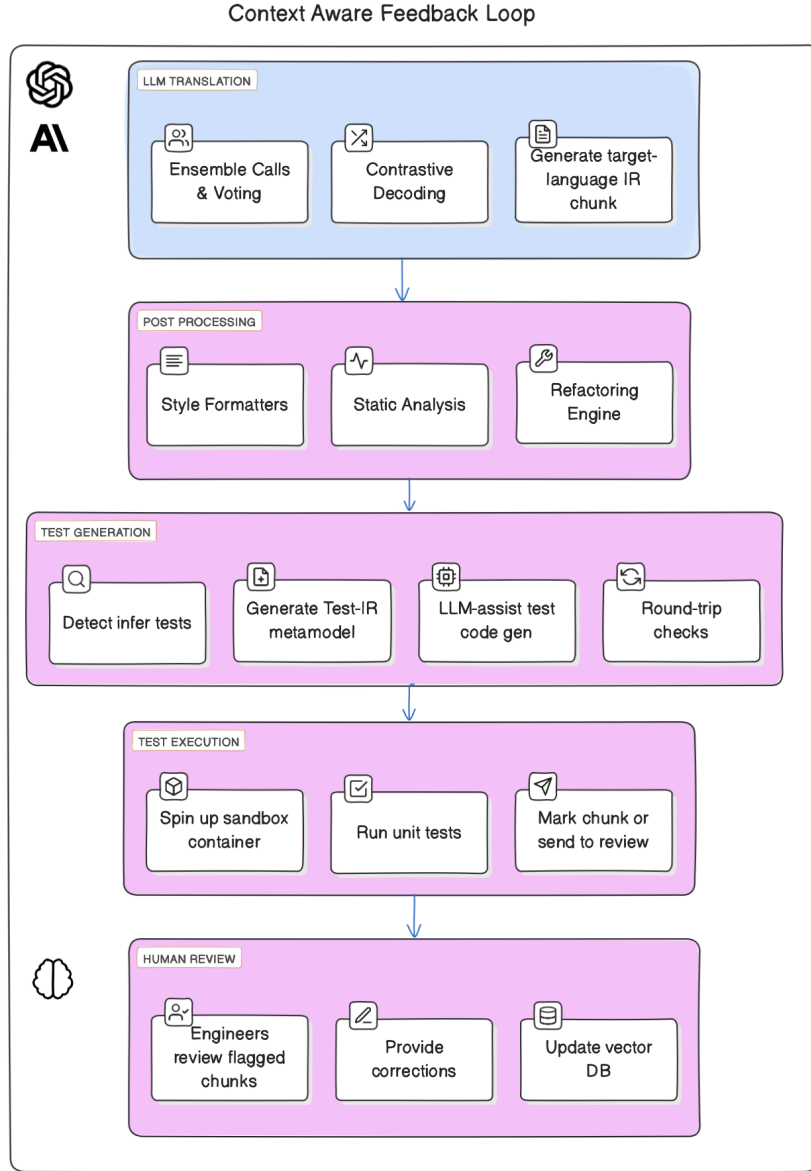 Context Aware Feedback Loop
LLM TRANSLATION
Ensemble Calls
& Voting
Contrastive
Decoding
Generate target-
language IR
chunk
POST PROCESSING
Style Formatters
Static Analysis
Refactoring
Engine
TEST GENERATION
Detect infer tests
Generate Test-IR
metamodel
LLM-assist test
code gen
Round-trip
checks
TEST EXECUTION
Spin up sandbox
container
Run unit tests
Mark chunk or
send to review
HUMAN REVIEW
Engineers
review flagged
chunks
Provide
corrections
Update vector
DB